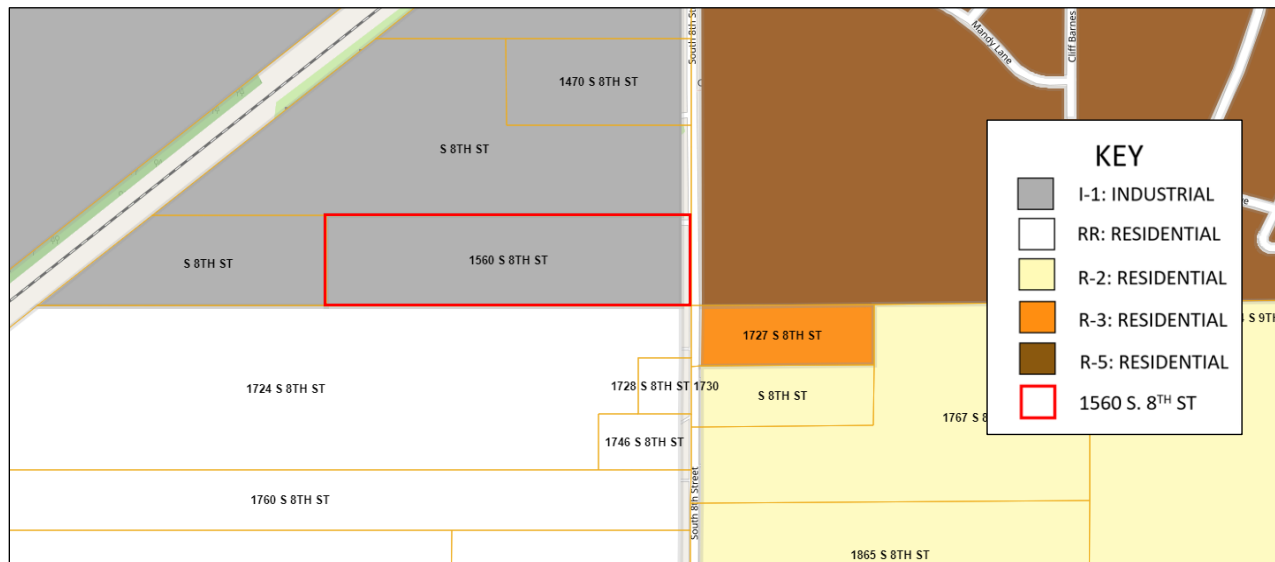 South 8th St
Mandy Lane
Cliff Barnes
1470 S 8TH ST
S 8TH ST
S 8TH ST
1560 S 8TH ST
KEY
I-1: INDUSTRIAL
RR: RESIDENTIAL
R-2: RESIDENTIAL
R-3: RESIDENTIAL
R-5: RESIDENTIAL
1560 S. 8TH ST
S 9TH
1727 S 8TH ST
1724 S 8TH ST
1728 S 8TH ST 1730
S 8TH ST
1767 S 8
1746 S 8TH ST
1760 S 8TH ST
South 8th Street
1865 S 8TH ST